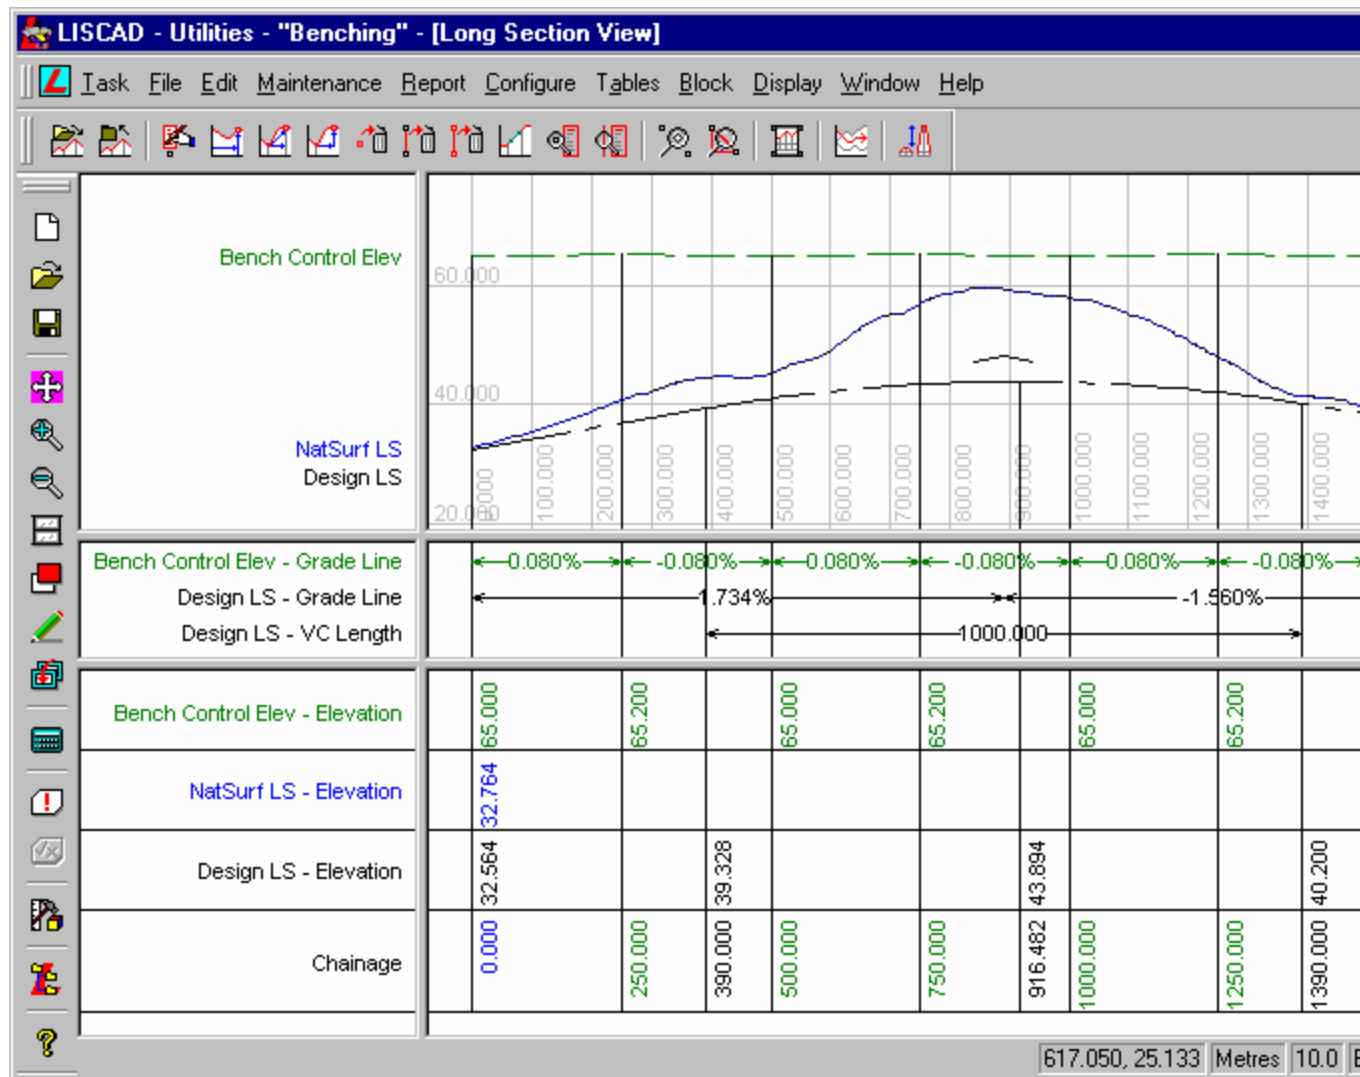 LISCAD - Utilities - "Benching" - [Long Section View]
Task File Edit Maintenance Report Configure Tables Block Display Window Help
Bench Control Elev
60.000
40.000
NatSurf LS
Design LS
20.000
100.000 200.000 300.000 400.000 500.000 600.000 700.000 800.000 900.000 1000.000 1100.000 1200.000 1300.000 1400.000
Bench Control Elev - Grade Line 0.080% -0.080% 0.080% -0.080% 0.080% -0.080%
Design LS - Grade Line 1.734% -1.560%
Design LS - VC Length 1000.000
Bench Control Elev - Elevation 65.000 65.200 65.000 65.200 65.000 65.200
NatSurf LS - Elevation 32.764
Design LS - Elevation 32.564 39.328 43.894 40.200
Chainage 0.000 250.000 390.000 500.000 750.000 916.482 1000.000 1250.000 1390.000
617.050, 25.133 Metres 10.0